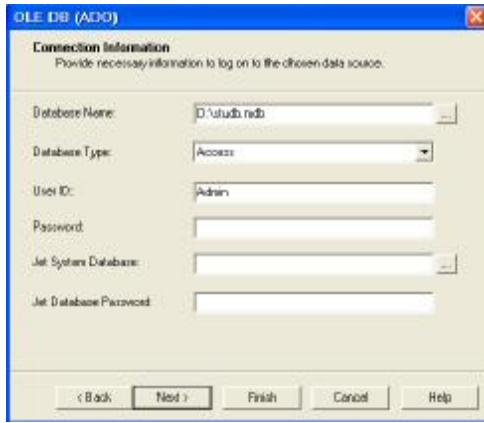 OLE DB (ADO)
Connection Information
Provide necessary information to log on to the chosen data source.
Database Name: D:\studb.mdb ...
Database Type: Access
User ID: Admin
Password:
Jet System Database: ...
Jet Database Password:
< Back Next > Finish Cancel Help